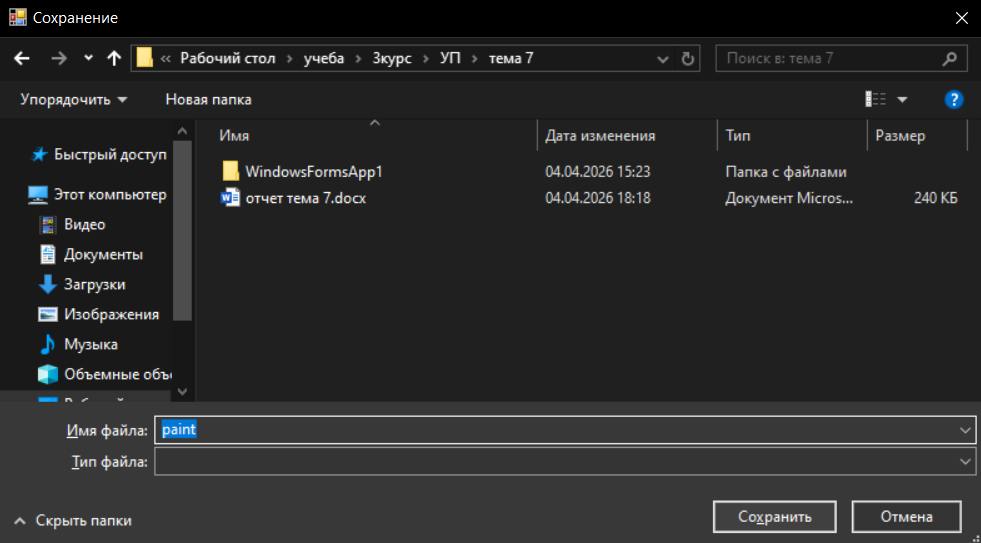 Сохранение
« Рабочий стол › учеба › 3курс › УП › тема 7
Поиск в: тема 7
Упорядочить
Новая папка
?
Быстрый доступ
Этот компьютер
Видео
Документы
Загрузки
Изображения
Музыка
Объемные объ
Имя Дата изменения Тип Размер
WindowsFormsApp1 04.04.2026 15:23 Папка с файлами
отчет тема 7.docx 04.04.2026 18:18 Документ Micros... 240 КБ
Имя файла: paint
Тип файла:
Скрыть папки
Сохранить
Отмена